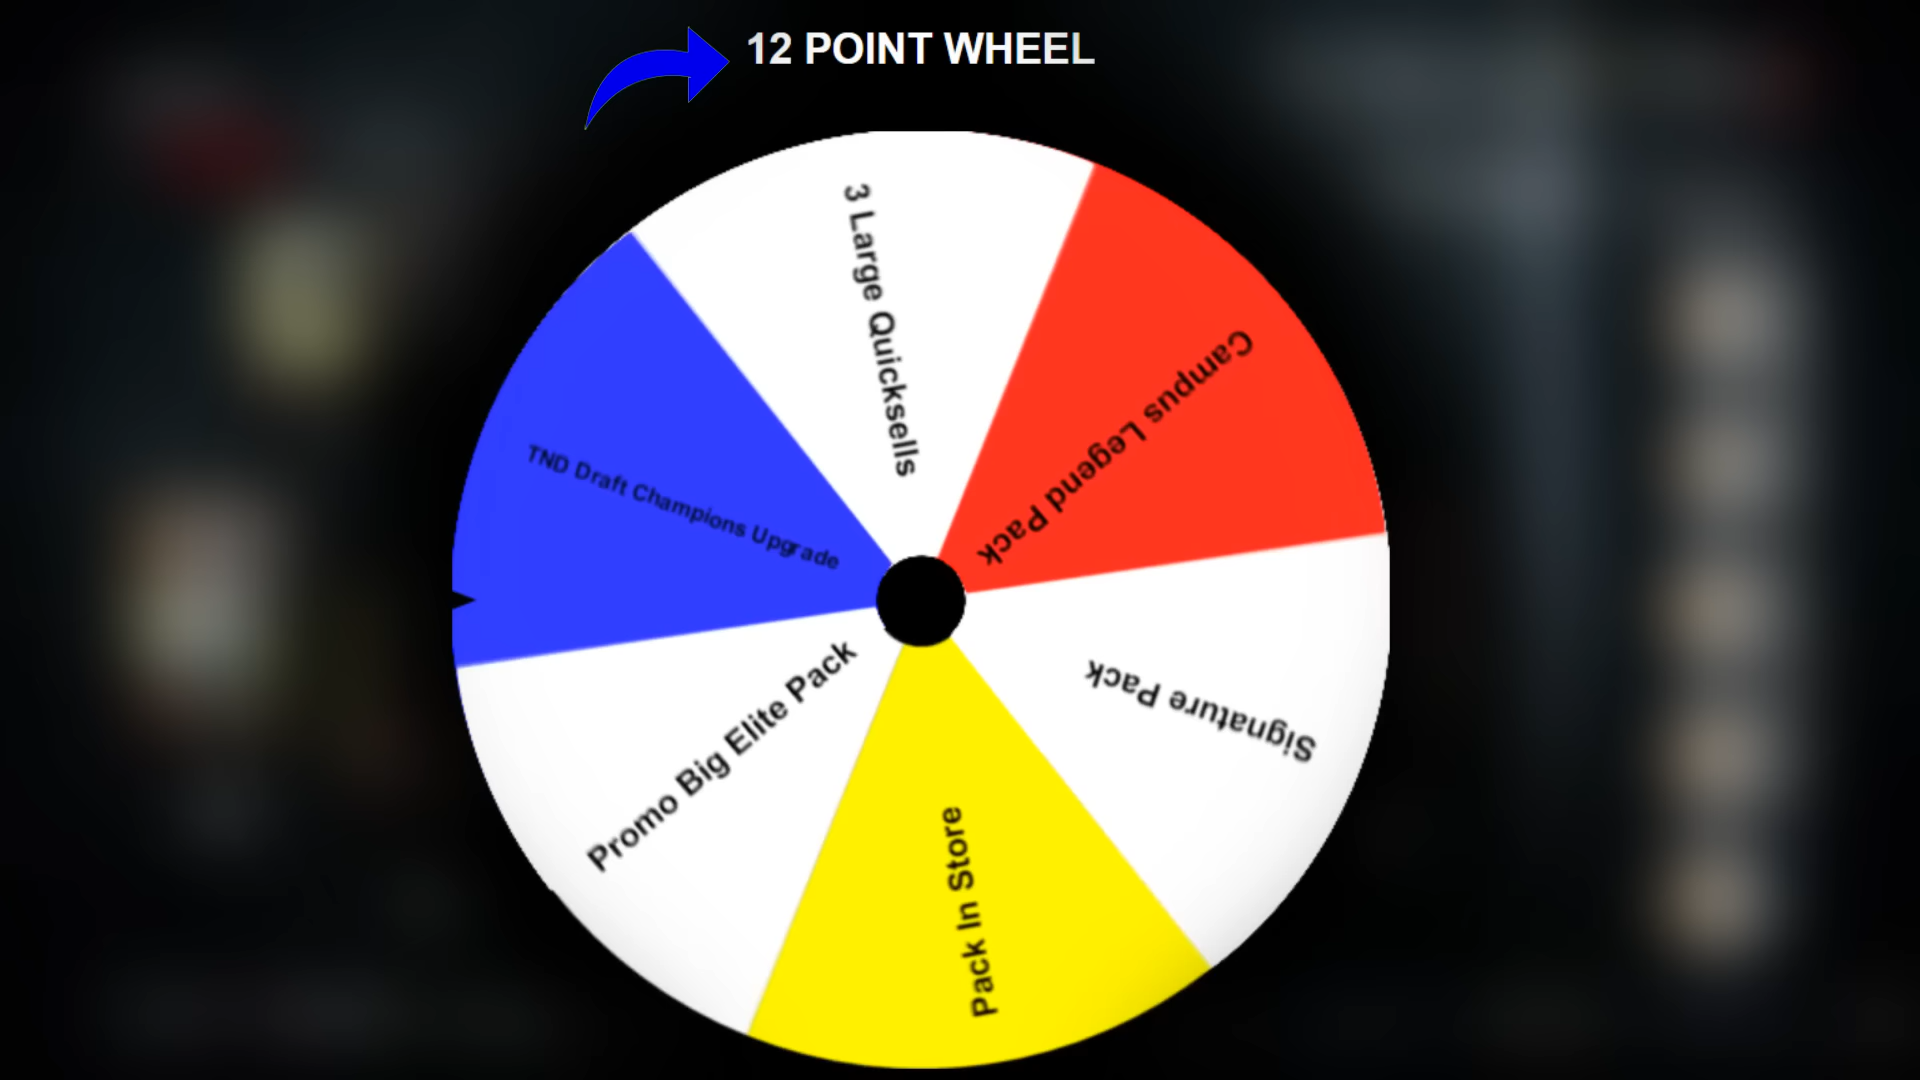 12 POINT WHEEL
3 Large Quicksells
Campus Legend Pack
TND Draft Champions Upgrade
Signature Pack
Promo Big Elite Pack
Pack In Store